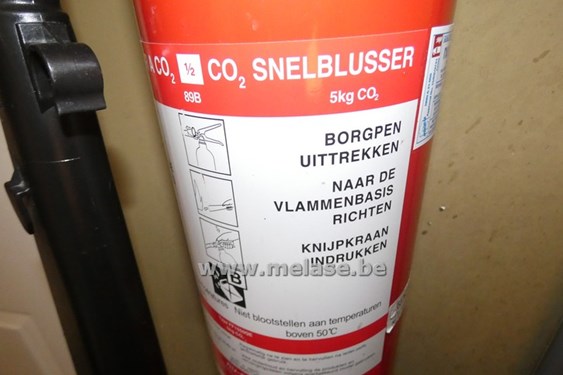 A CO₂ ½ CO₂ SNELBLUSSER
89B 5kg CO₂
BORGPEN
UITTREKKEN
NAAR DE
VLAMMENBASIS
RICHTEN
KNIJPKRAAN
INDRUKKEN
www.melase.be
B
Niet blootstellen aan temperaturen
boven 50°C